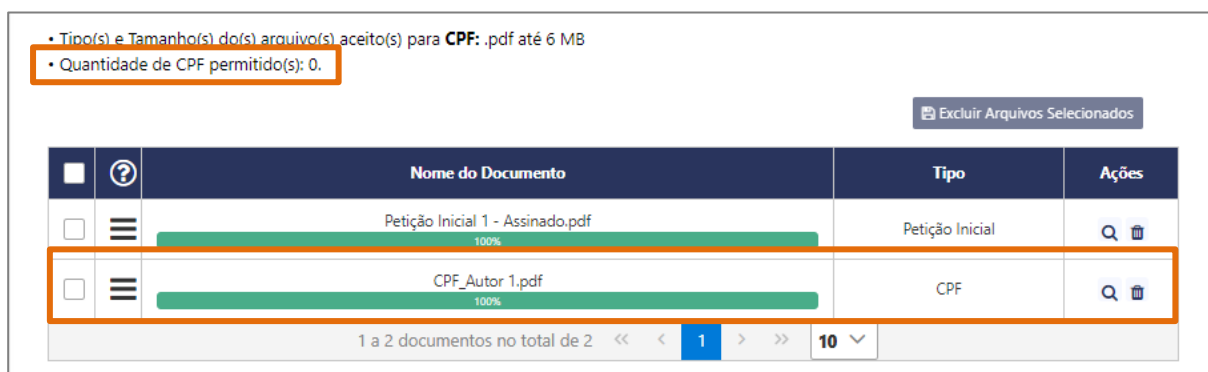 • Tipo(s) e Tamanho(s) do(s) arquivo(s) aceito(s) para CPF: .pdf até 6 MB
• Quantidade de CPF permitido(s): 0.
Excluir Arquivos Selecionados
? Nome do Documento Tipo Ações
Petição Inicial 1 - Assinado.pdf Petição Inicial
100%
CPF_Autor 1.pdf CPF
100%
1 a 2 documentos no total de 2 << < 1 > >> 10